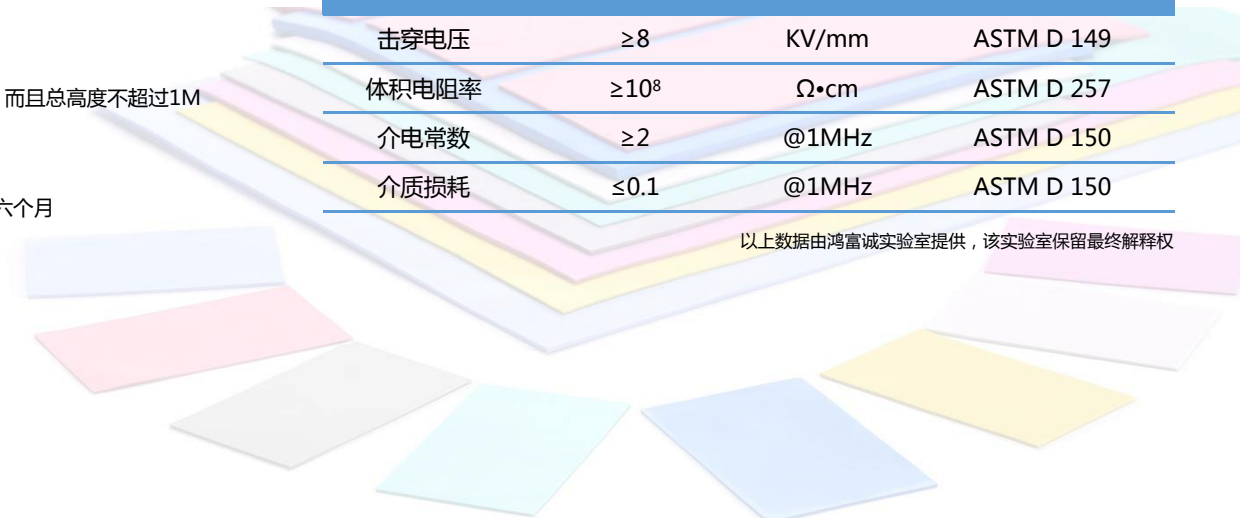 击穿电压 ≥8 KV/mm ASTM D 149
而且总高度不超过1M
体积电阻率 ≥10⁸ Ω•cm ASTM D 257
介电常数 ≥2 @1MHz ASTM D 150
介质损耗 ≤0.1 @1MHz ASTM D 150
六个月
以上数据由鸿富诚实验室提供，该实验室保留最终解释权